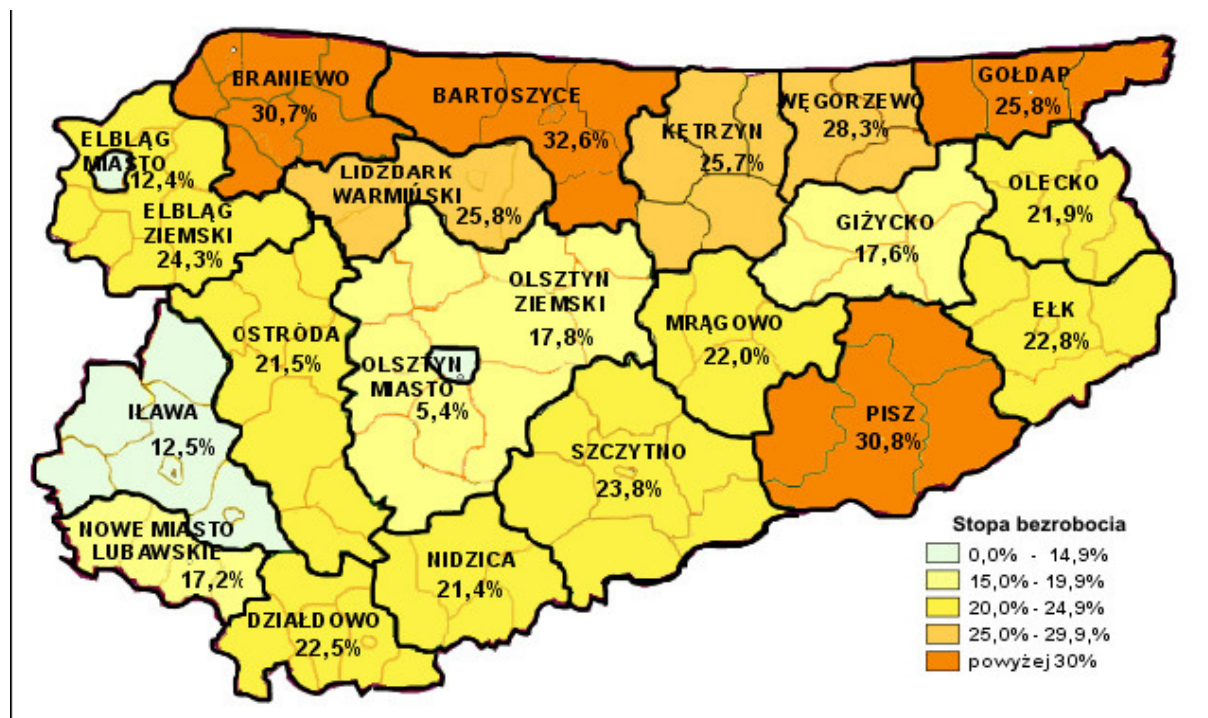 BRANIEWO
30,7%
BARTOSZYCE
32,6%
KĘTRZYN
25,7%
WĘGORZEWO
28,3%
GOŁDAP
25,8%
ELBLĄG
MIASTO
12,4%
ELBLĄG
ZIEMSKI
24,3%
LIDZDARK
WARMIŃSKI
25,8%
OLECKO
21,9%
GIŻYCKO
17,6%
OLSZTYN
ZIEMSKI
17,8%
OSTRÓDA
21,5%
MRĄGOWO
22,0%
EŁK
22,8%
OLSZTYN
MIASTO
5,4%
IŁAWA
12,5%
PISZ
30,8%
SZCZYTNO
23,8%
NOWE MIASTO
LUBAWSKIE
17,2%
NIDZICA
21,4%
DZIAŁDOWO
22,5%
Stopa bezrobocia
0,0% - 14,9%
15,0% - 19,9%
20,0% - 24,9%
25,0% - 29,9,%
powyżej 30%